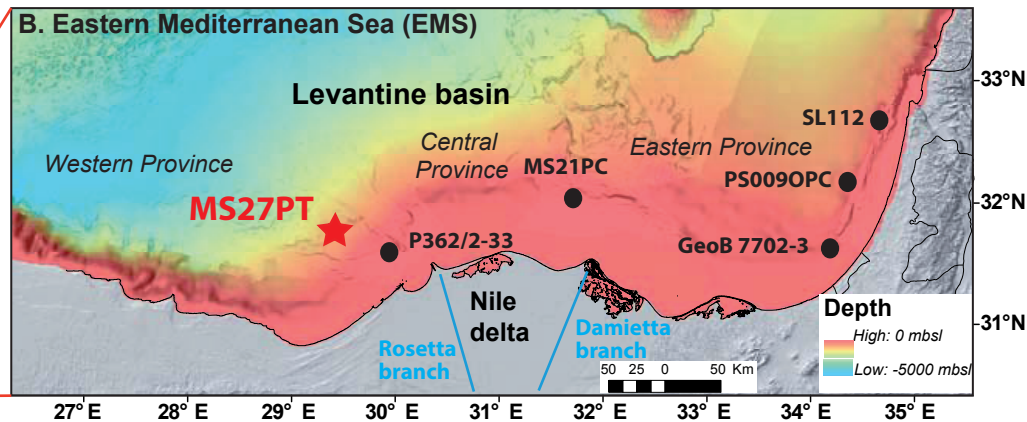 B. Eastern Mediterranean Sea (EMS)
33°N
Levantine basin
SL112
Western Province
Central
Province
Eastern Province
MS21PC
PS009OPC
32°N
MS27PT
P362/2-33
GeoB 7702-3
Nile
delta
Rosetta
branch
Damietta
branch
Depth
High: 0 mbsl
Low: -5000 mbsl
31°N
50 25 0 50 Km
27° E 29° E 30° E 31° E 32° E 33° E 34° E 35° E